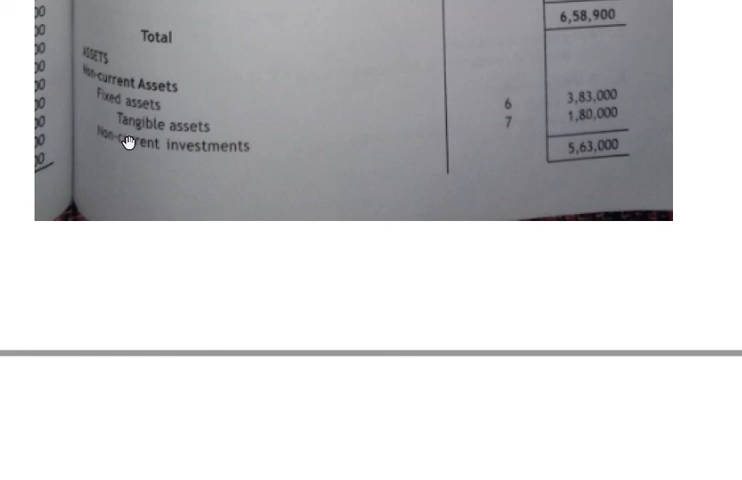 6,58,900
Total
ASSETS
Non-current Assets
Fixed assets
Tangible assets 6 3,83,000
Non-current investments 7 1,80,000
5,63,000